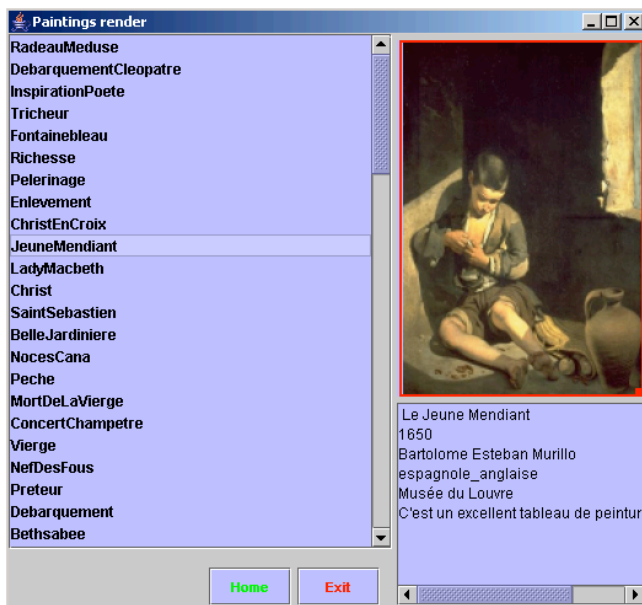 Paintings render
RadeauMeduse
DebarquementCleopatre
InspirationPoete
Tricheur
Fontainebleau
Richesse
Pelerinage
Enlevement
ChristEnCroix
JeuneMendiant
LadyMacbeth
Christ
SaintSebastien
BelleJardiniere
NocesCana
Peche
MortDeLaVierge
ConcertChampetre
Vierge
NefDesFous
Preteur
Debarquement
Bethsabee
Le Jeune Mendiant
1650
Bartolome Esteban Murillo
espagnole_anglaise
Musée du Louvre
C'est un excellent tableau de peintur
Home
Exit